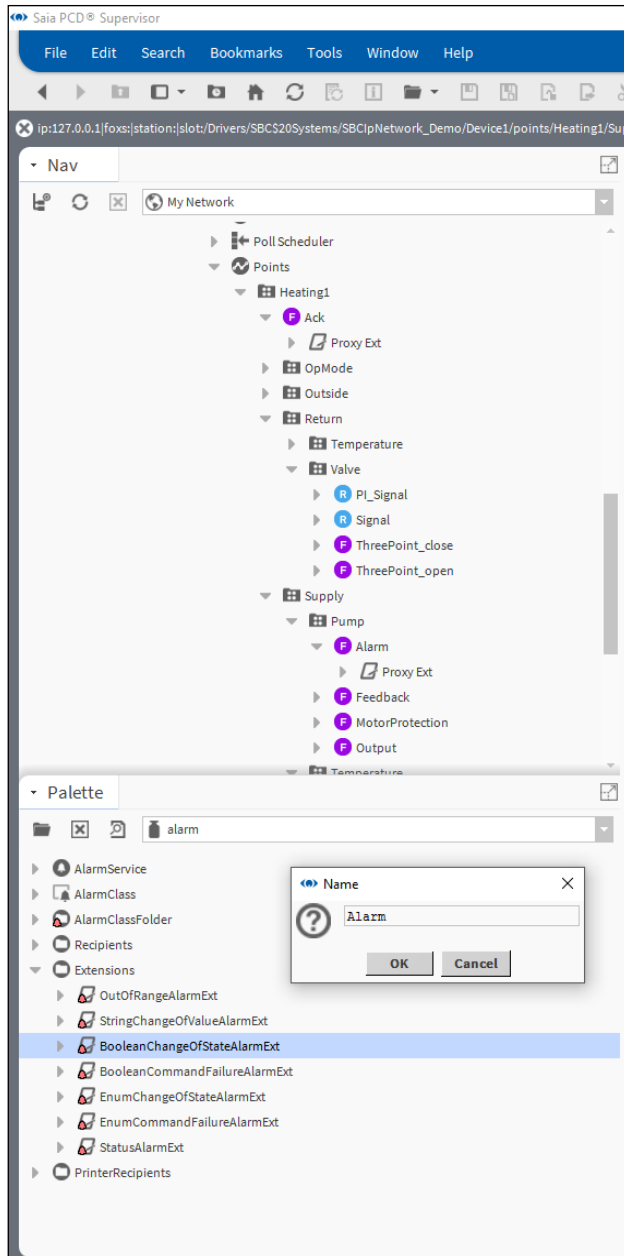 Saia PCD® Supervisor
File Edit Search Bookmarks Tools Window Help
ip:127.0.0.1|foxs:|station:|slot:/Drivers/SBC$20Systems/SBCIpNetwork_Demo/Device1/points/Heating1/Su
Nav
My Network
Poll Scheduler
Points
Heating1
F Ack
Proxy Ext
OpMode
Outside
Return
Temperature
Valve
R PI_Signal
R Signal
F ThreePoint_close
F ThreePoint_open
Supply
Pump
F Alarm
Proxy Ext
F Feedback
F MotorProtection
F Output
Temperature
Palette
alarm
AlarmService
AlarmClass
AlarmClassFolder
Recipients
Extensions
OutOfRangeAlarmExt
StringChangeOfValueAlarmExt
BooleanChangeOfStateAlarmExt
BooleanCommandFailureAlarmExt
EnumChangeOfStateAlarmExt
EnumCommandFailureAlarmExt
StatusAlarmExt
PrinterRecipients
Name
Alarm
OK Cancel